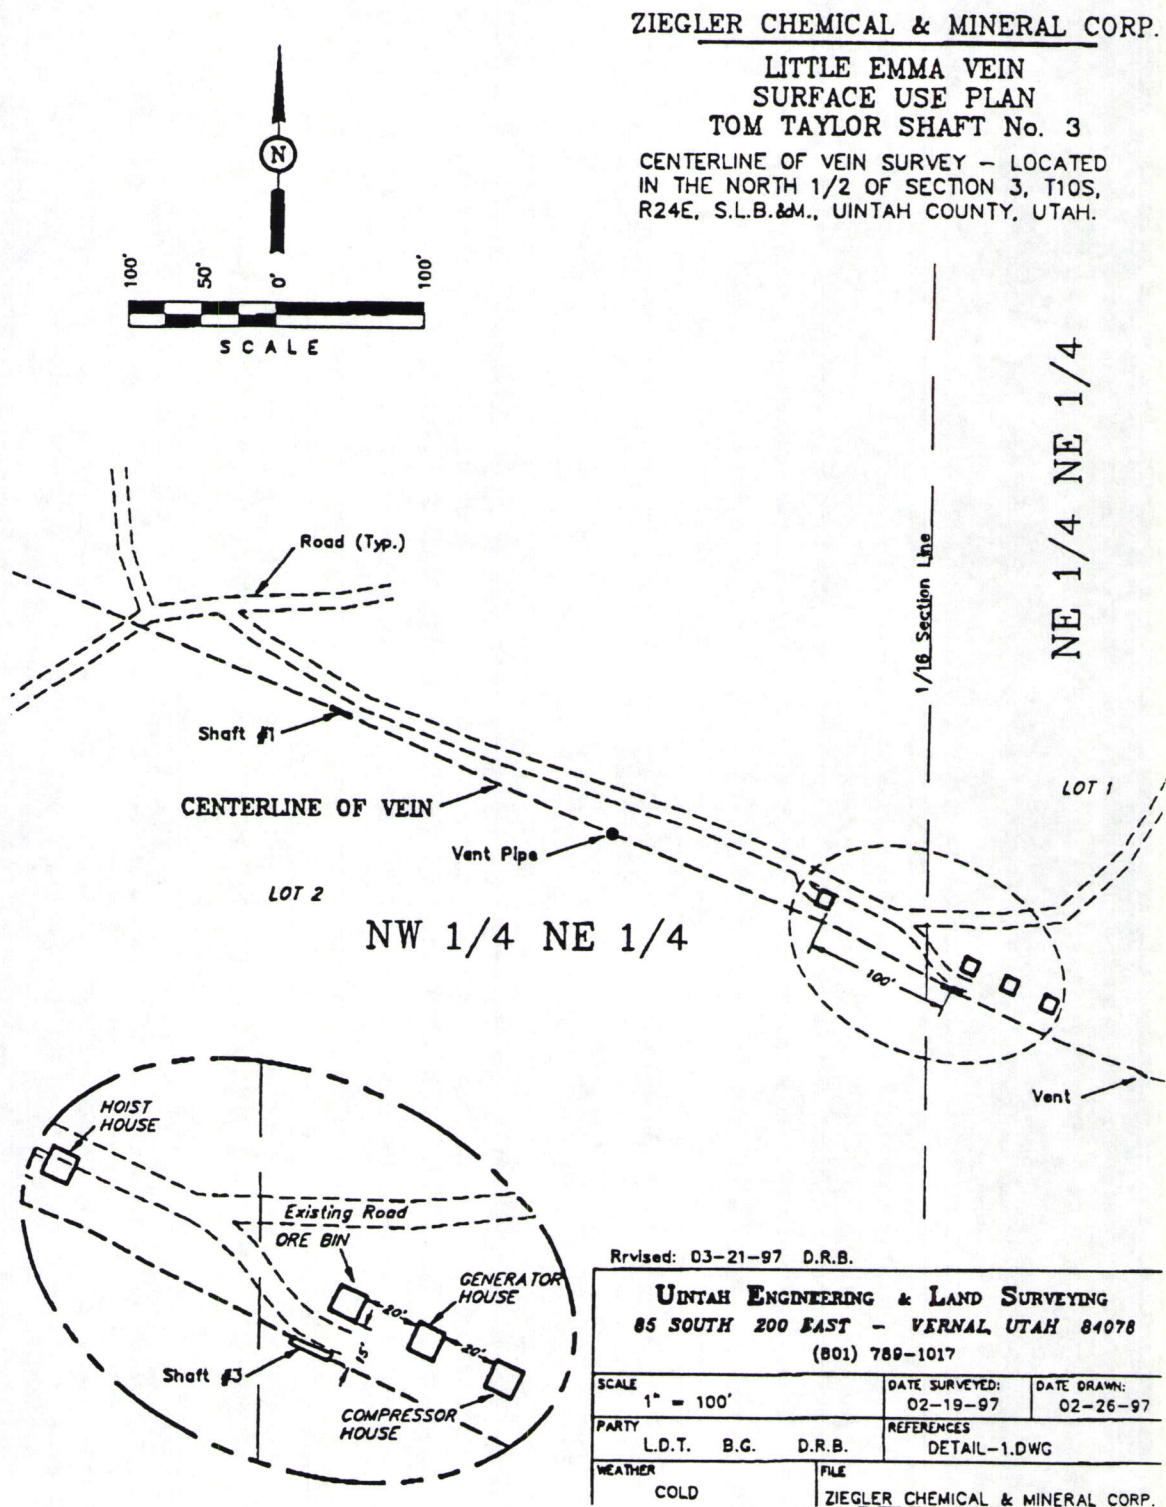 ZIEGLER CHEMICAL & MINERAL CORP.
LITTLE EMMA VEIN
SURFACE USE PLAN
TOM TAYLOR SHAFT No. 3
CENTERLINE OF VEIN SURVEY – LOCATED
IN THE NORTH 1/2 OF SECTION 3, T10S,
R24E, S.L.B.&M., UINTAH COUNTY, UTAH.
N
100'
50'
0'
100'
SCALE
NE 1/4 NE 1/4
1/16 Section Line
Road (Typ.)
Shaft #1
CENTERLINE OF VEIN
Vent Pipe
LOT 1
LOT 2
NW 1/4 NE 1/4
100'
Vent
HOIST
HOUSE
Existing Road
ORE BIN
GENERATOR
HOUSE
20'
20'
15'
Shaft #3
COMPRESSOR
HOUSE
Rrvised: 03-21-97 D.R.B.
UINTAH ENGINEERING & LAND SURVEYING
85 SOUTH 200 EAST – VERNAL, UTAH 84078
(801) 789-1017
SCALE
1" = 100'
DATE SURVEYED:
02-19-97
DATE DRAWN:
02-26-97
PARTY
L.D.T. B.G. D.R.B.
REFERENCES
DETAIL-1.DWG
WEATHER
COLD
FILE
ZIEGLER CHEMICAL & MINERAL CORP.